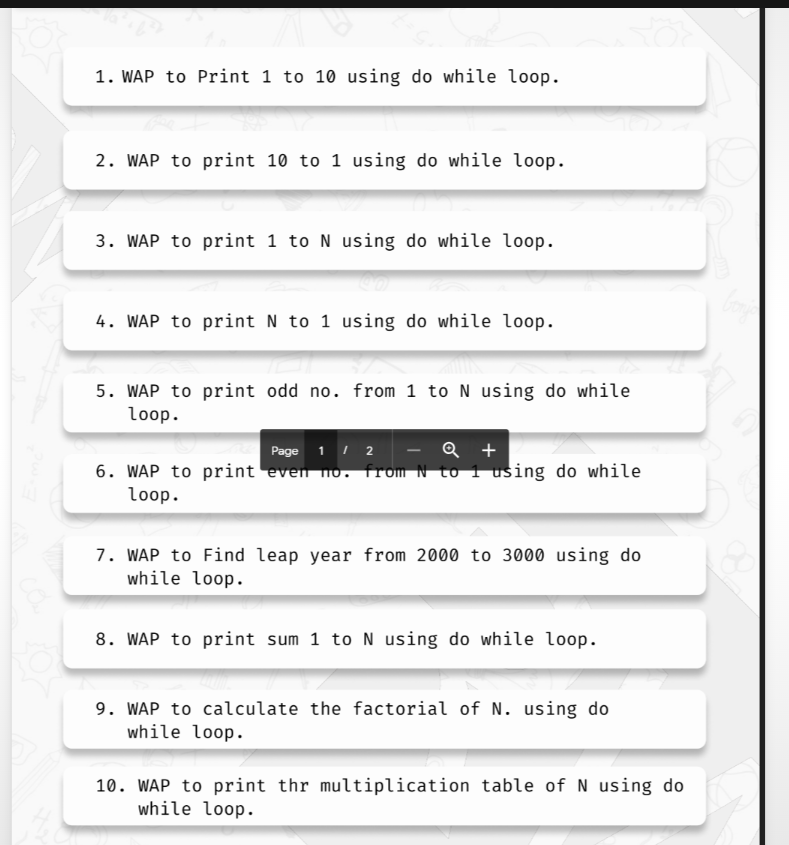 1. WAP to Print 1 to 10 using do while loop.
2. WAP to print 10 to 1 using do while loop.
3. WAP to print 1 to N using do while loop.
4. WAP to print N to 1 using do while loop.
5. WAP to print odd no. from 1 to N using do while
loop.
Page 1 / 2
6. WAP to print even no. from N to 1 using do while
loop.
7. WAP to Find leap year from 2000 to 3000 using do
while loop.
8. WAP to print sum 1 to N using do while loop.
9. WAP to calculate the factorial of N. using do
while loop.
10. WAP to print thr multiplication table of N using do
while loop.